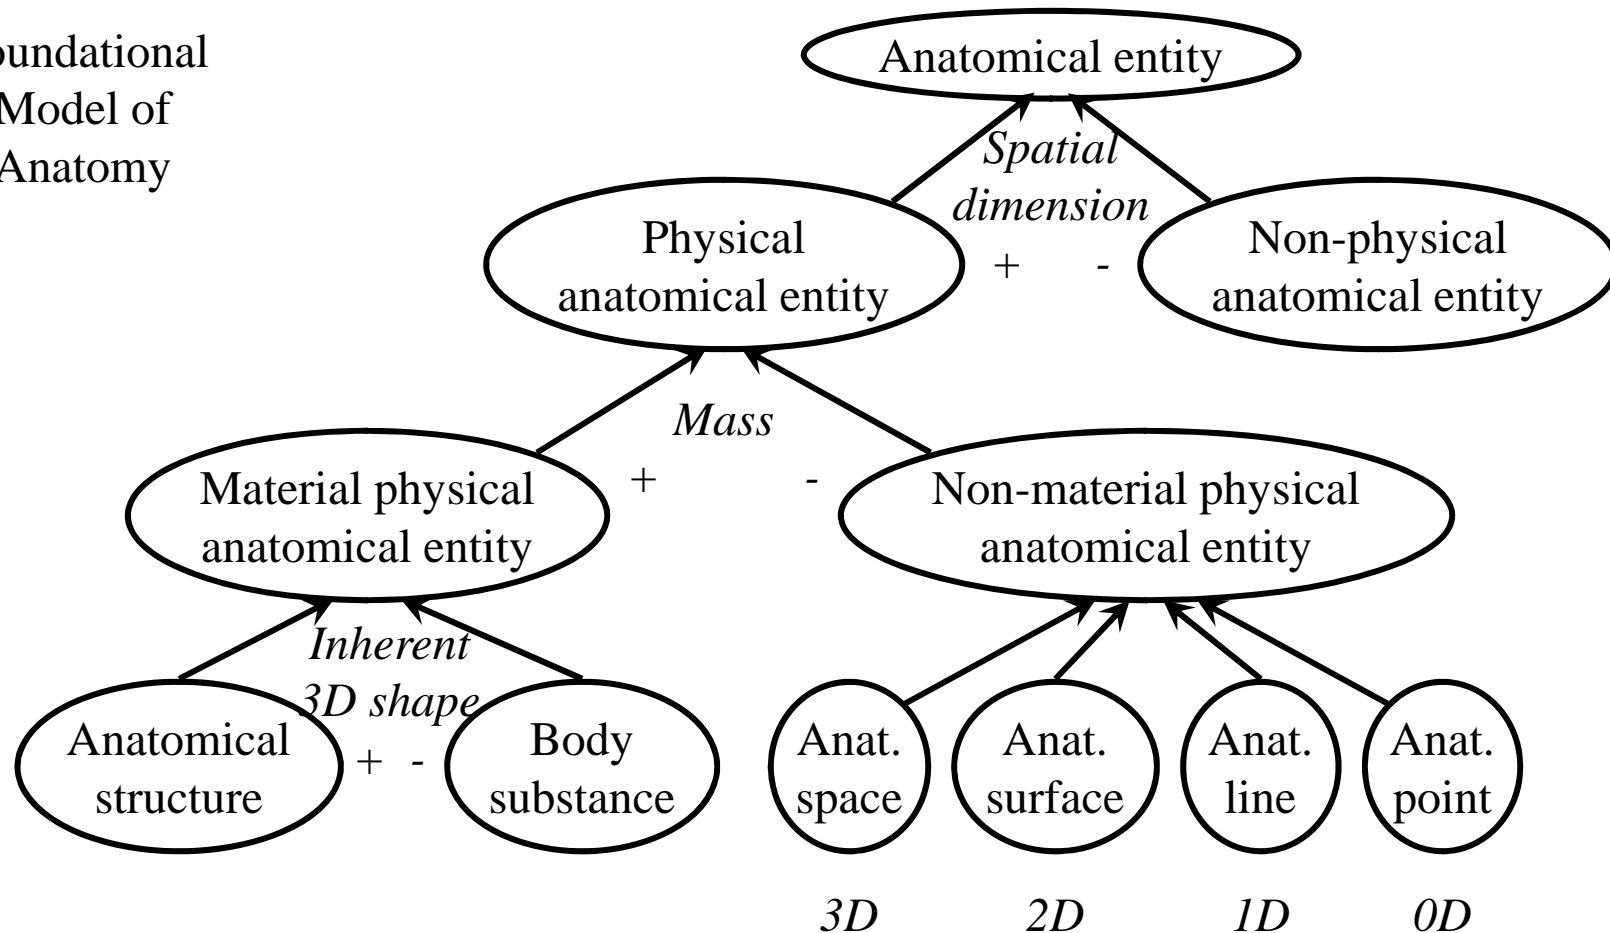 oundational
Model of
Anatomy
Anatomical entity
Spatial
dimension
+ -
Physical
anatomical entity
Non-physical
anatomical entity
Mass
+ -
Material physical
anatomical entity
Non-material physical
anatomical entity
Inherent
3D shape
+ -
Anatomical
structure
Body
substance
Anat.
space
Anat.
surface
Anat.
line
Anat.
point
3D 2D 1D 0D